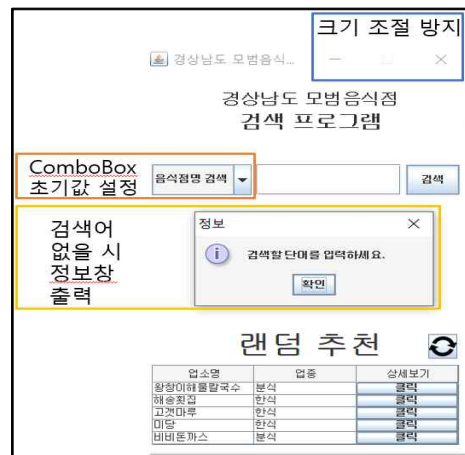 크기 조절 방지
경상남도 모범음식...
경상남도 모범음식점
검색 프로그램
ComboBox
초기값 설정
음식점명 검색
검색
검색어
없을 시
정보창
출력
정보
검색할 단어를 입력하세요.
확인
랜덤 추천
업소명 업종 상세보기
왕창이해물칼국수 분식 클릭
해송횟집 한식 클릭
고갯마루 한식 클릭
미당 한식 클릭
비비돈까스 분식 클릭